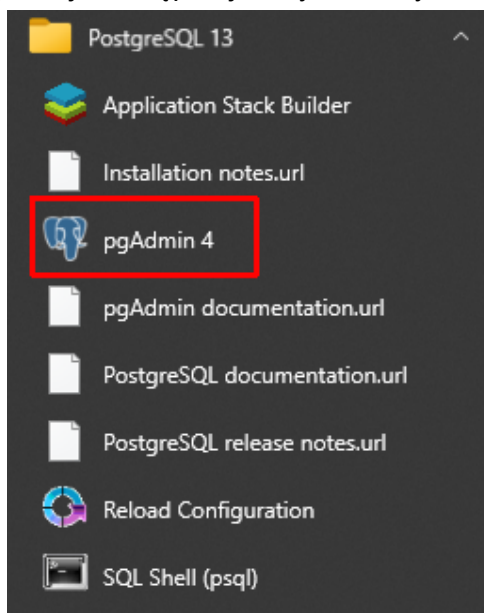 PostgreSQL 13
Application Stack Builder
Installation notes.url
pgAdmin 4
pgAdmin documentation.url
PostgreSQL documentation.url
PostgreSQL release notes.url
Reload Configuration
SQL Shell (psql)